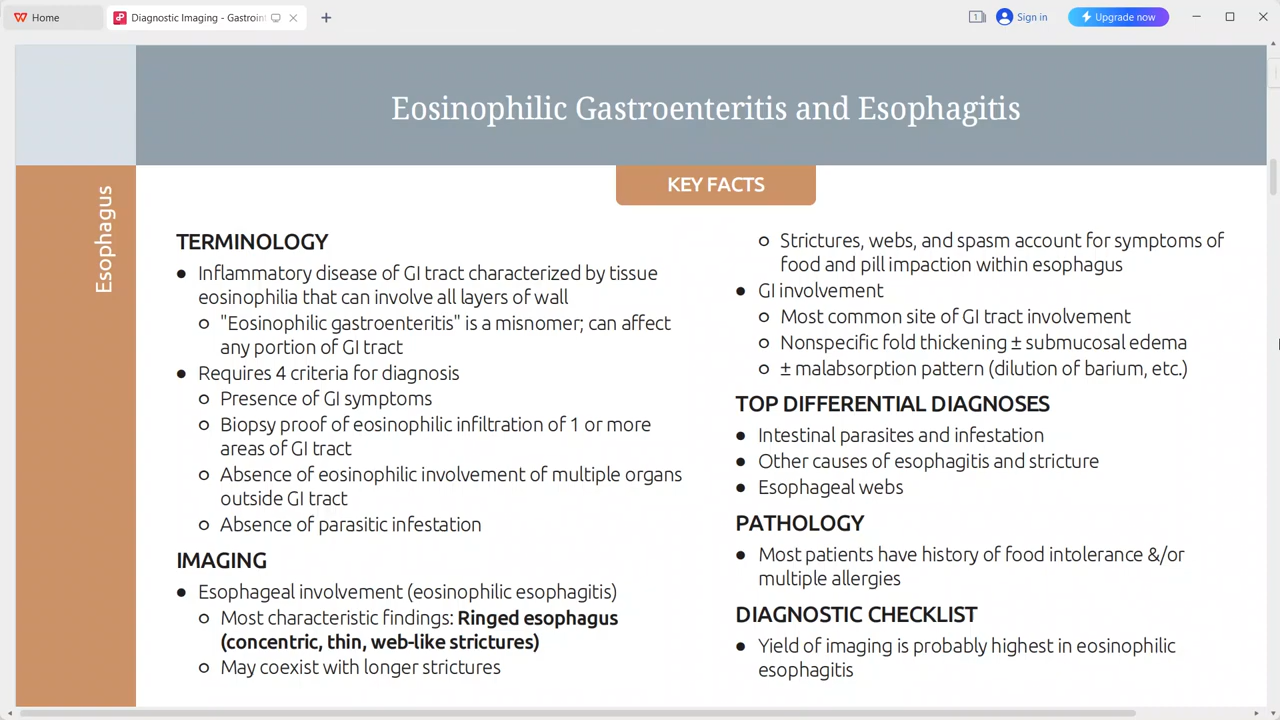 Home
Diagnostic Imaging - Gastroint
1
Sign in
Upgrade now
Eosinophilic Gastroenteritis and Esophagitis
Esophagus
KEY FACTS
TERMINOLOGY
● Inflammatory disease of GI tract characterized by tissue
eosinophilia that can involve all layers of wall
○ "Eosinophilic gastroenteritis" is a misnomer; can affect
any portion of GI tract
● Requires 4 criteria for diagnosis
○ Presence of GI symptoms
○ Biopsy proof of eosinophilic infiltration of 1 or more
areas of GI tract
○ Absence of eosinophilic involvement of multiple organs
outside GI tract
○ Absence of parasitic infestation
IMAGING
● Esophageal involvement (eosinophilic esophagitis)
○ Most characteristic findings: Ringed esophagus
(concentric, thin, web-like strictures)
○ May coexist with longer strictures
○ Strictures, webs, and spasm account for symptoms of
food and pill impaction within esophagus
● GI involvement
○ Most common site of GI tract involvement
○ Nonspecific fold thickening ± submucosal edema
○ ± malabsorption pattern (dilution of barium, etc.)
TOP DIFFERENTIAL DIAGNOSES
● Intestinal parasites and infestation
● Other causes of esophagitis and stricture
● Esophageal webs
PATHOLOGY
● Most patients have history of food intolerance &/or
multiple allergies
DIAGNOSTIC CHECKLIST
● Yield of imaging is probably highest in eosinophilic
esophagitis